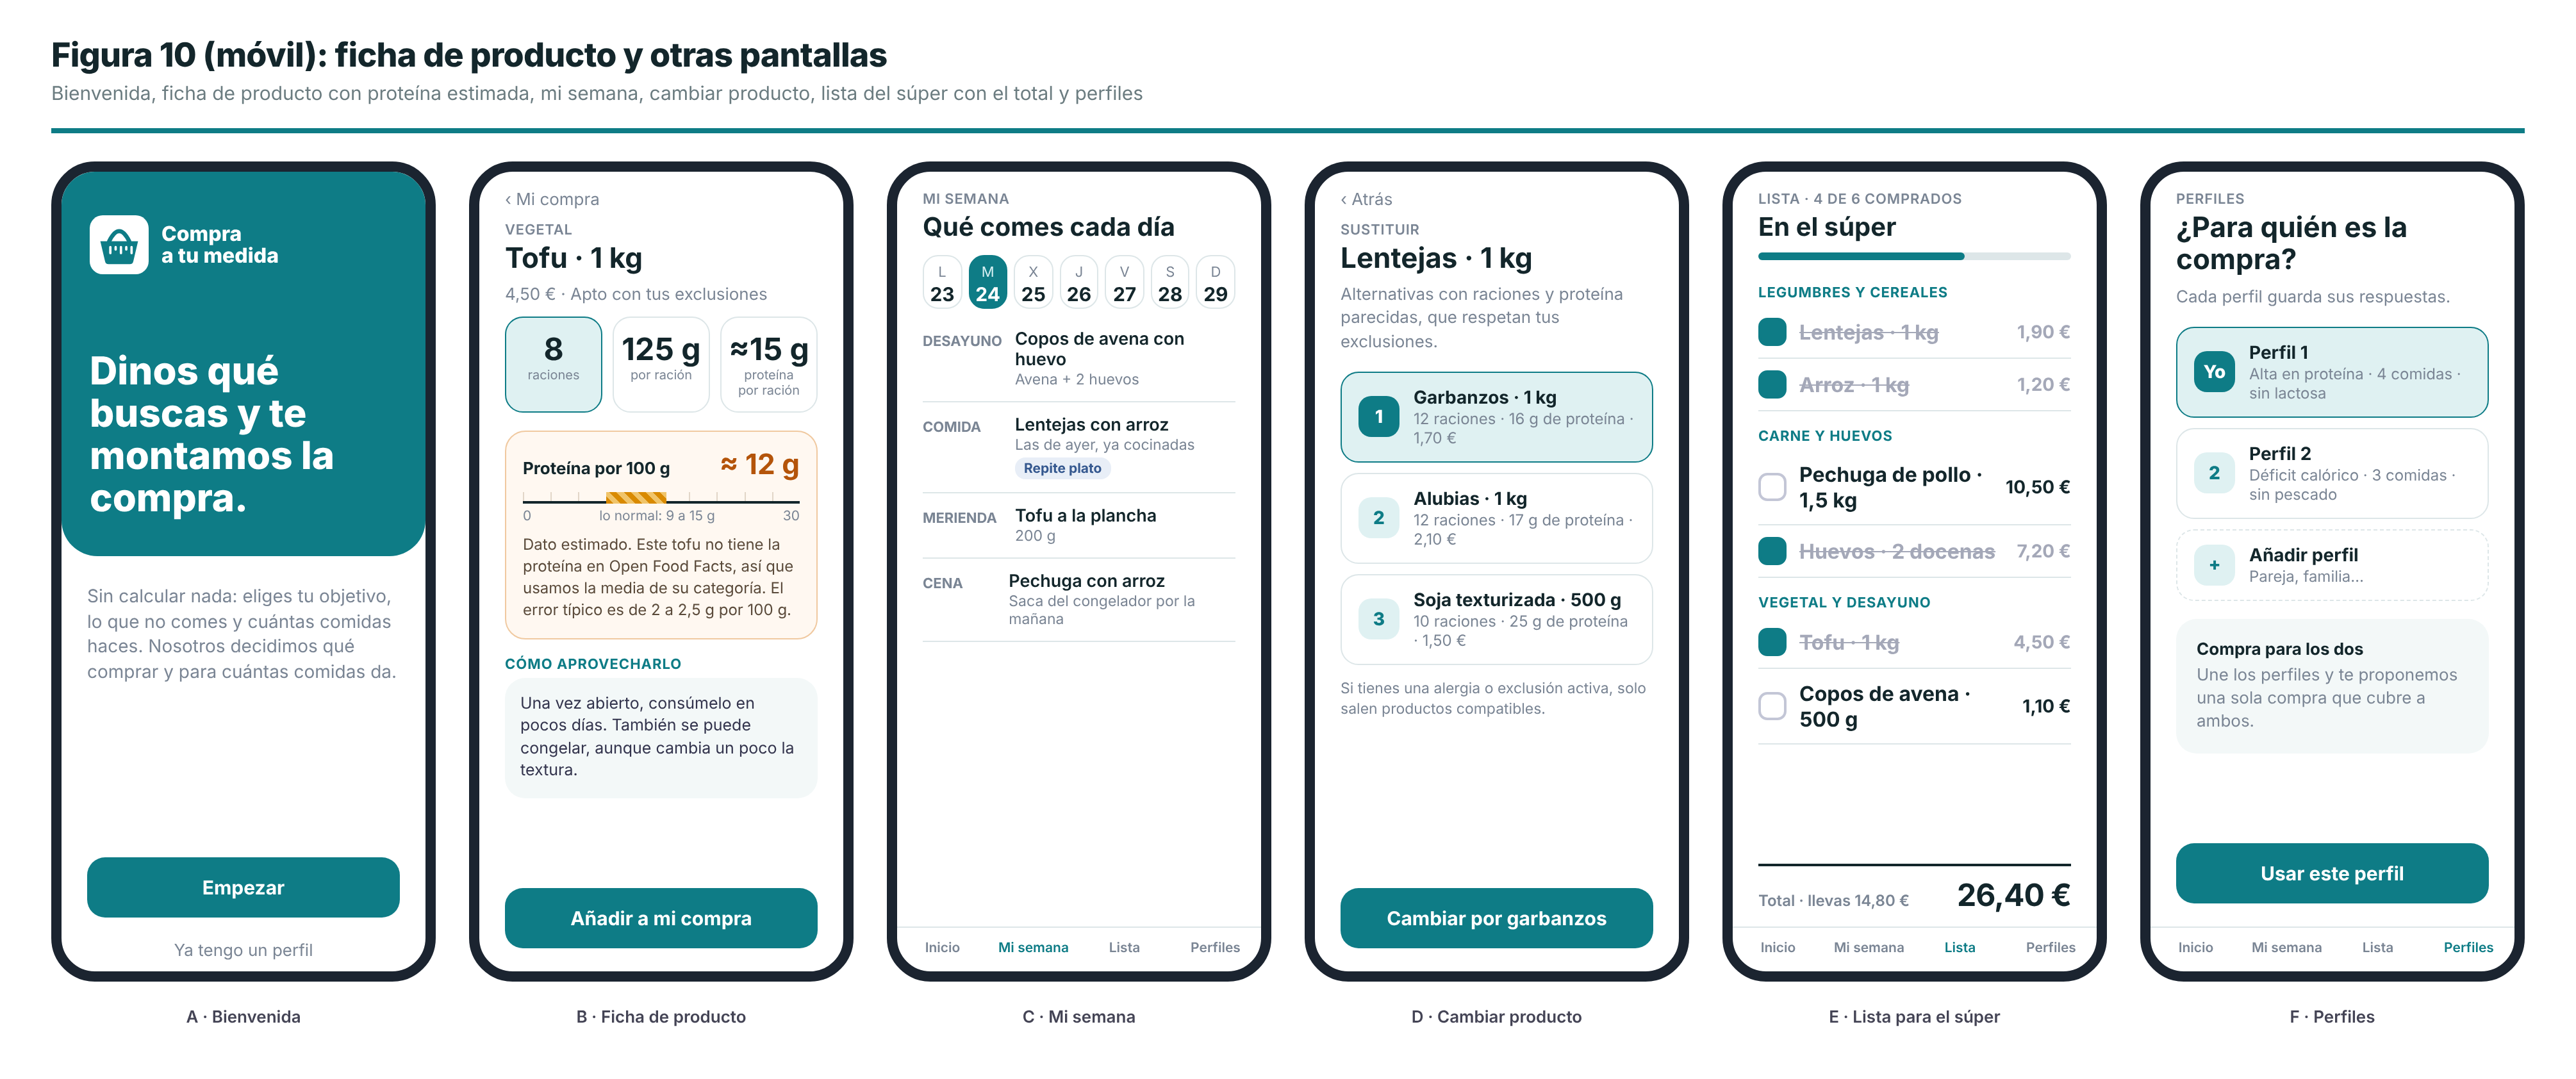 Figura 10 (móvil): ficha de producto y otras pantallas
Bienvenida, ficha de producto con proteína estimada, mi semana, cambiar producto, lista del súper con el total y perfiles
Compra
a tu medida
Dinos qué
buscas y te
montamos la
compra.
Sin calcular nada: eliges tu objetivo,
lo que no comes y cuántas comidas
haces. Nosotros decidimos qué
comprar y para cuántas comidas da.
Empezar
Ya tengo un perfil
A · Bienvenida
‹ Mi compra
VEGETAL
Tofu · 1 kg
4,50 € · Apto con tus exclusiones
8
raciones
125 g
por ración
≈15 g
proteína
por ración
Proteína por 100 g ≈ 12 g
0 lo normal: 9 a 15 g 30
Dato estimado. Este tofu no tiene la
proteína en Open Food Facts, así que
usamos la media de su categoría. El
error típico es de 2 a 2,5 g por 100 g.
CÓMO APROVECHARLO
Una vez abierto, consúmelo en
pocos días. También se puede
congelar, aunque cambia un poco la
textura.
Añadir a mi compra
B · Ficha de producto
MI SEMANA
Qué comes cada día
L M X J V S D
23 24 25 26 27 28 29
DESAYUNO Copos de avena con
huevo
Avena + 2 huevos
COMIDA Lentejas con arroz
Las de ayer, ya cocinadas
Repite plato
MERIENDA Tofu a la plancha
200 g
CENA Pechuga con arroz
Saca del congelador por la
mañana
Inicio Mi semana Lista Perfiles
C · Mi semana
‹ Atrás
SUSTITUIR
Lentejas · 1 kg
Alternativas con raciones y proteína
parecidas, que respetan tus
exclusiones.
1 Garbanzos · 1 kg
12 raciones · 16 g de proteína ·
1,70 €
2 Alubias · 1 kg
12 raciones · 17 g de proteína ·
2,10 €
3 Soja texturizada · 500 g
10 raciones · 25 g de proteína
· 1,50 €
Si tienes una alergia o exclusión activa, solo
salen productos compatibles.
Cambiar por garbanzos
D · Cambiar producto
LISTA · 4 DE 6 COMPRADOS
En el súper
LEGUMBRES Y CEREALES
Lentejas · 1 kg 1,90 €
Arroz · 1 kg 1,20 €
CARNE Y HUEVOS
Pechuga de pollo ·
1,5 kg 10,50 €
Huevos · 2 docenas 7,20 €
VEGETAL Y DESAYUNO
Tofu · 1 kg 4,50 €
Copos de avena ·
500 g 1,10 €
Total · llevas 14,80 € 26,40 €
Inicio Mi semana Lista Perfiles
E · Lista para el súper
PERFILES
¿Para quién es la
compra?
Cada perfil guarda sus respuestas.
Yo Perfil 1
Alta en proteína · 4 comidas ·
sin lactosa
2 Perfil 2
Déficit calórico · 3 comidas ·
sin pescado
+ Añadir perfil
Pareja, familia...
Compra para los dos
Une los perfiles y te proponemos
una sola compra que cubre a
ambos.
Usar este perfil
Inicio Mi semana Lista Perfiles
F · Perfiles